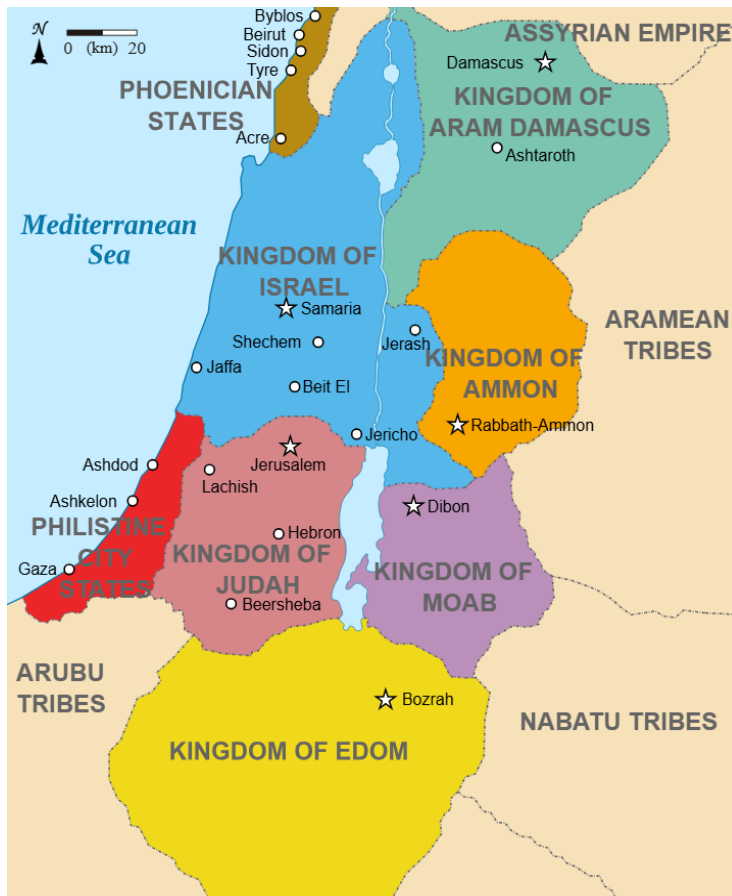 Byblos
Beirut
Sidon
Tyre
N
0 (km) 20
ASSYRIAN EMPIRE
Damascus
PHOENICIAN
STATES
KINGDOM OF
ARAM DAMASCUS
Acre
Ashtaroth
Mediterranean
Sea
KINGDOM OF
ISRAEL
Samaria
Shechem
Jerash
ARAMEAN
TRIBES
Jaffa
Beit El
KINGDOM OF
AMMON
Rabbath-Ammon
Jericho
Ashdod
Jerusalem
Lachish
Ashkelon
Dibon
PHILISTINE
CITY
STATES
Hebron
KINGDOM OF
JUDAH
Gaza
KINGDOM OF
MOAB
Beersheba
ARUBU
TRIBES
Bozrah
NABATU TRIBES
KINGDOM OF EDOM